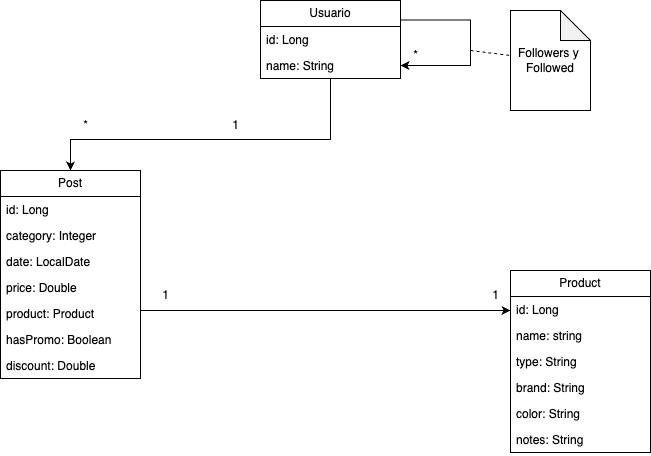 Usuario
id: Long
name: String
*
Followers y
Followed
*
1
Post
id: Long
category: Integer
date: LocalDate
price: Double
product: Product
hasPromo: Boolean
discount: Double
1
1
Product
id: Long
name: string
type: String
brand: String
color: String
notes: String